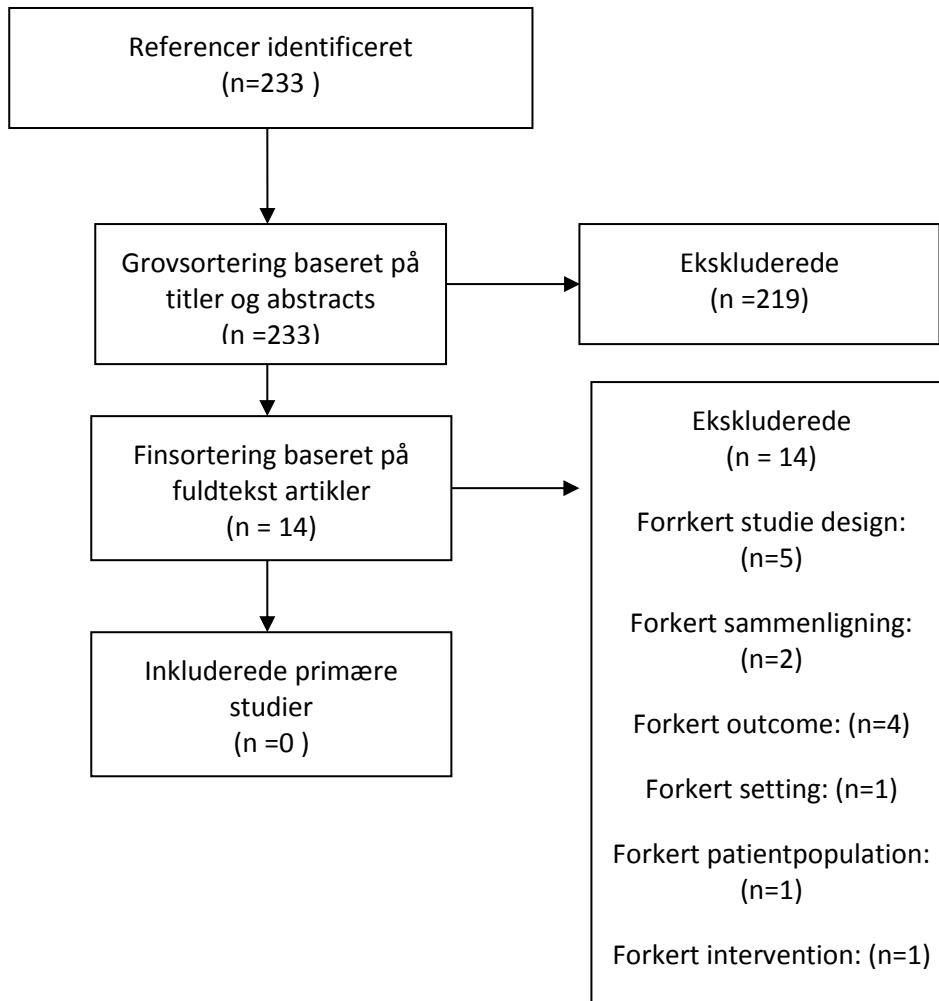 Referencer identificeret
(n=233 )
Grovsortering baseret på
titler og abstracts
(n =233)
Ekskluderede
(n =219)
Finsortering baseret på
fuldtekst artikler
(n = 14)
Ekskluderede
(n = 14)
Forrkert studie design:
(n=5)
Forkert sammenligning:
(n=2)
Forkert outcome: (n=4)
Forkert setting: (n=1)
Forkert patientpopulation:
(n=1)
Forkert intervention: (n=1)
Inkluderede primære
studier
(n =0 )